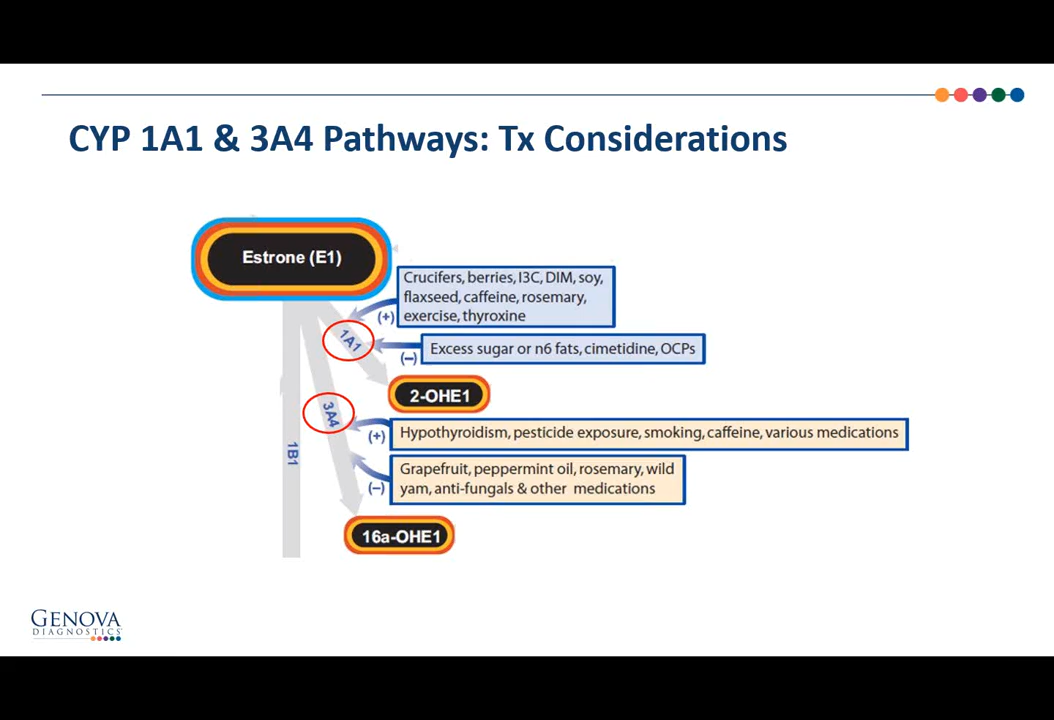 CYP 1A1 & 3A4 Pathways: Tx Considerations
Estrone (E1)
Crucifers, berries, I3C, DIM, soy,
flaxseed, caffeine, rosemary,
exercise, thyroxine
(+)
1A1
Excess sugar or n6 fats, cimetidine, OCPs
(−)
2-OHE1
3A4
Hypothyroidism, pesticide exposure, smoking, caffeine, various medications
(+)
1B1
Grapefruit, peppermint oil, rosemary, wild
yam, anti-fungals & other medications
(−)
16a-OHE1
GENOVA
DIAGNOSTICS